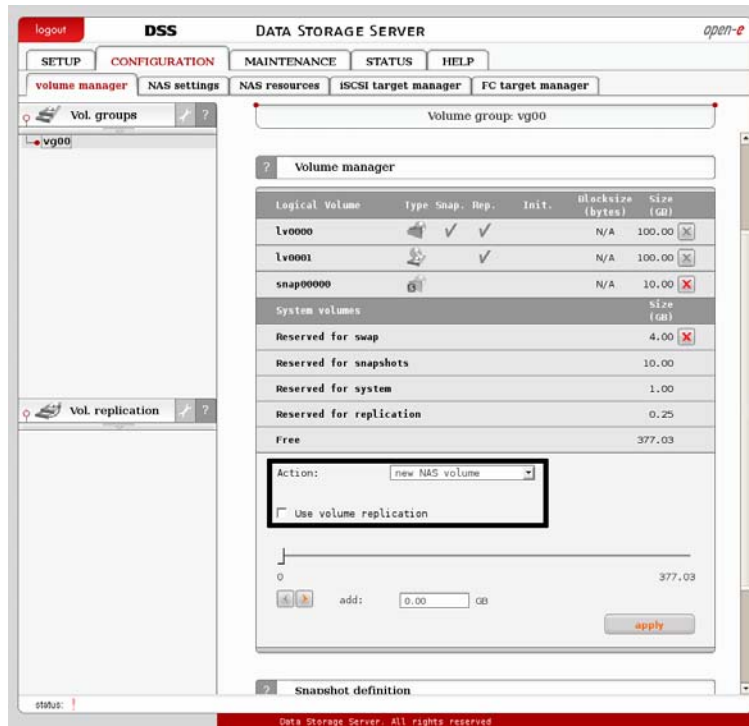 logout DSS DATA STORAGE SERVER open-e
SETUP CONFIGURATION MAINTENANCE STATUS HELP
volume manager NAS settings NAS resources iSCSI target manager FC target manager
Vol. groups ?
vg00
Volume group: vg00
? Volume manager
Logical Volume Type Snap. Rep. Init. Blocksize (bytes) Size (GB)
lv0000 N/A 100.00
lv0001 N/A 100.00
snap00000 N/A 10.00
System volumes Size (GB)
Reserved for swap 4.00
Reserved for snapshots 10.00
Reserved for system 1.00
Reserved for replication 0.25
Free 377.03
Vol. replication ?
Action: new NAS volume
Use volume replication
0 377.03
add: 0.00 GB
apply
? Snapshot definition
status: !
Data Storage Server. All rights reserved